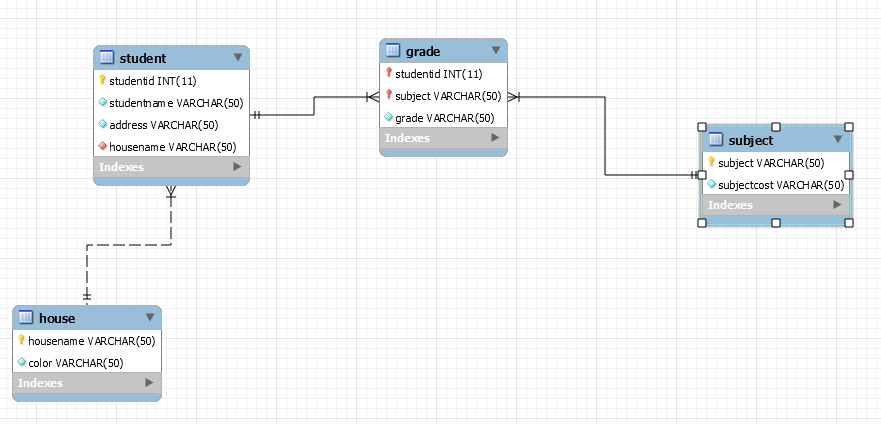 student
studentid INT(11)
studentname VARCHAR(50)
address VARCHAR(50)
housename VARCHAR(50)
Indexes
grade
studentid INT(11)
subject VARCHAR(50)
grade VARCHAR(50)
Indexes
subject
subject VARCHAR(50)
subjectcost VARCHAR(50)
Indexes
house
housename VARCHAR(50)
color VARCHAR(50)
Indexes